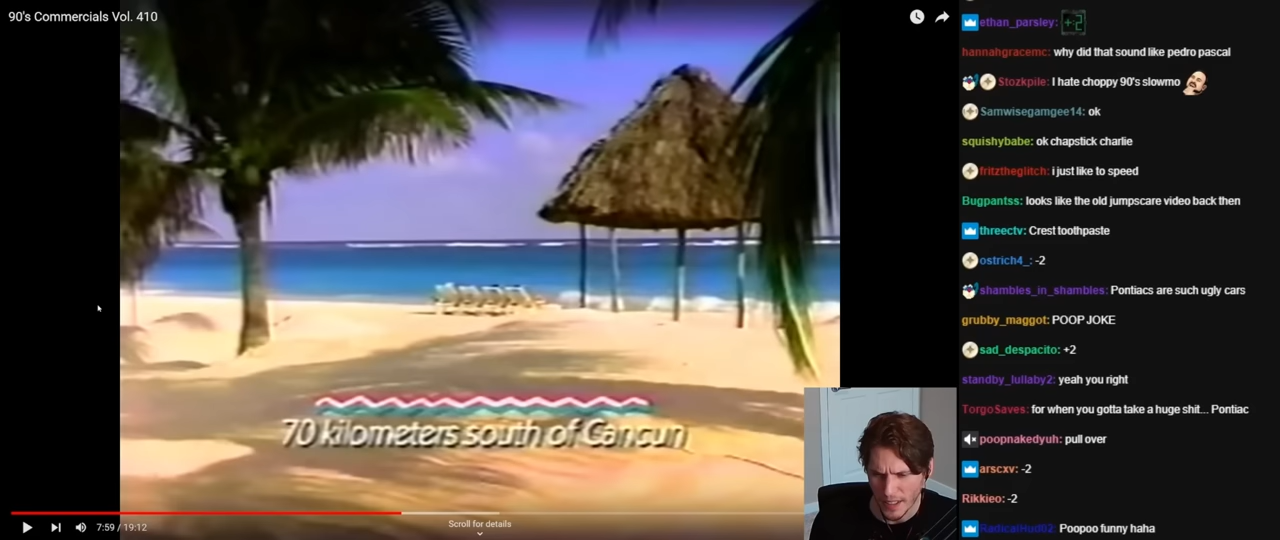 90's Commercials Vol. 410
70 kilometers south of Cancun
7:59 / 19:12
Scroll for details
ethan_parsley: +2
hannahgracemc: why did that sound like pedro pascal
Stozkpile: I hate choppy 90's slowmo
Samwisegamgee14: ok
squishybabe: ok chapstick charlie
fritztheglitch: i just like to speed
Bugpantss: looks like the old jumpscare video back then
threectv: Crest toothpaste
ostrich4_: -2
shambles_in_shambles: Pontiacs are such ugly cars
grubby_maggot: POOP JOKE
sad_despacito: +2
standby_lullaby2: yeah you right
TorgoSaves: for when you gotta take a huge shit... Pontiac
poopnakedyuh: pull over
arscxv: -2
Rikkieo: -2
RadicalHud02: Poopoo funny haha